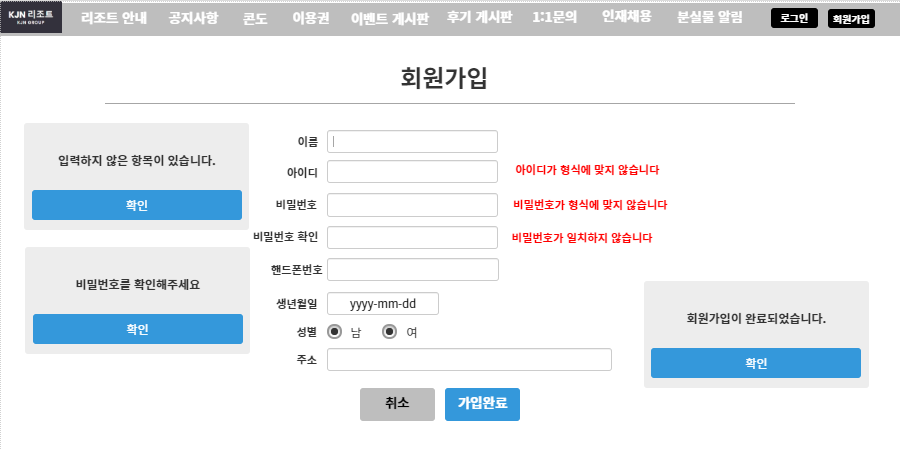 KJN 리조트
KJN GROUP
리조트 안내
공지사항
콘도
이용권
이벤트 게시판
후기 게시판
1:1문의
인재채용
분실물 알림
로그인
회원가입
회원가입
입력하지 않은 항목이 있습니다.
확인
비밀번호를 확인해주세요
확인
이름
아이디
아이디가 형식에 맞지 않습니다
비밀번호
비밀번호가 형식에 맞지 않습니다
비밀번호 확인
비밀번호가 일치하지 않습니다
핸드폰번호
생년월일
yyyy-mm-dd
성별
남
여
주소
회원가입이 완료되었습니다.
확인
취소
가입완료